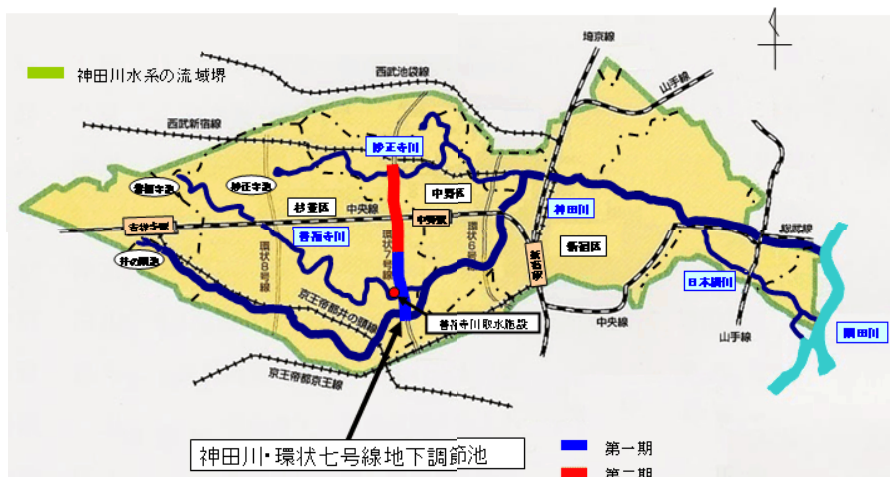 神田川水系の流域堺
西武池袋線
埼京線
山手線
西武新宿線
妙正寺川
善福寺池
妙正寺池
杉並区
中央線
中野区
中野駅
神田川
吉祥寺駅
善福寺川
環状7号線
環状6号線
環状8号線
新宿区
新宿駅
総武線
井の頭池
日本橋川
京王帝都井の頭線
善福寺川取水施設
中央線
山手線
隅田川
京王帝都京王線
神田川・環状七号線地下調節池
第一期
第二期